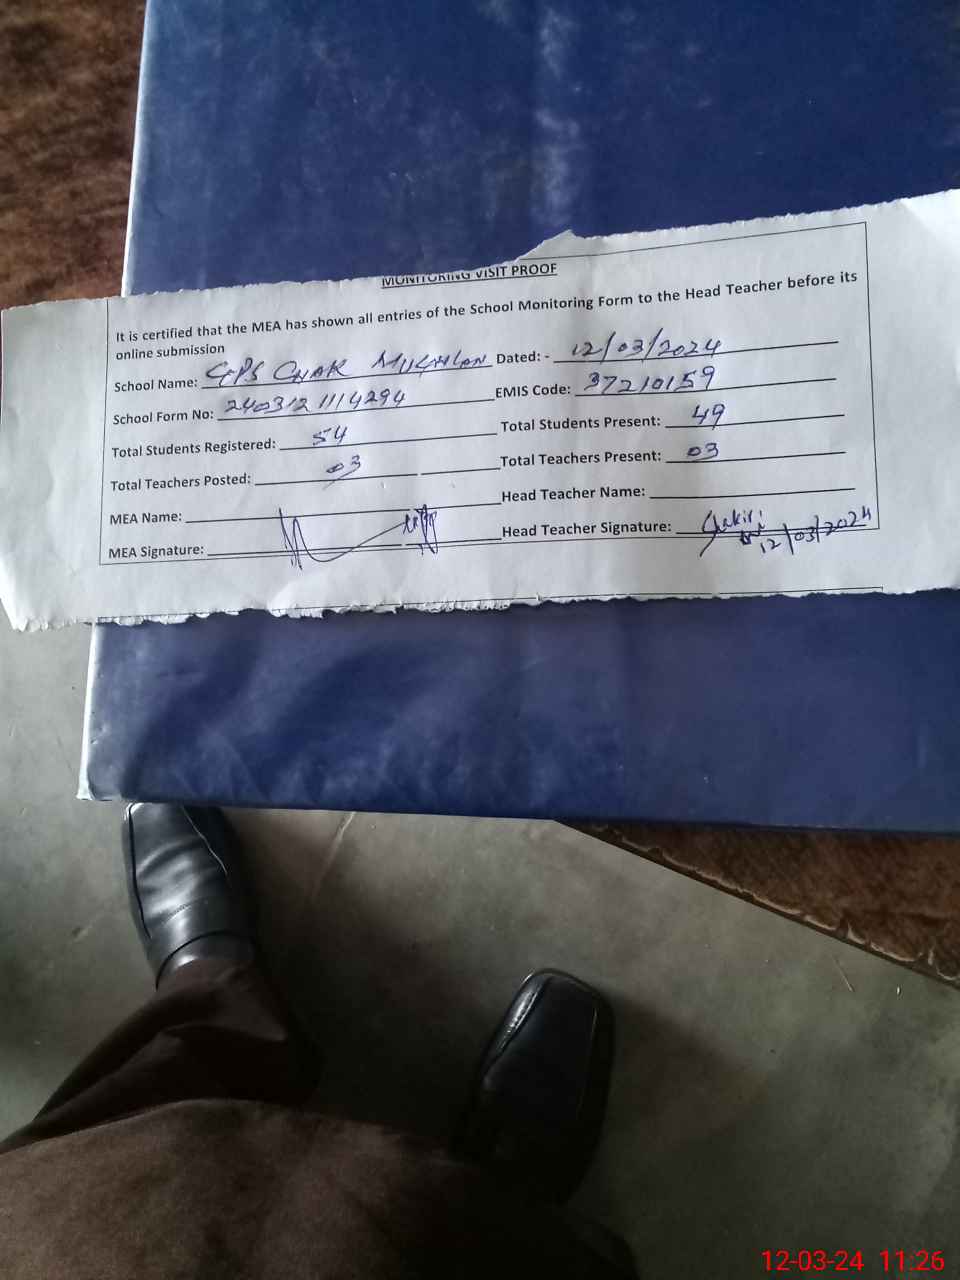 MONITORING VISIT PROOF
It is certified that the MEA has shown all entries of the School Monitoring Form to the Head Teacher before its
online submission
School Name: GPS CHAK Dated: - 12/03/2024
School Form No: 240312 1114294 EMIS Code: 37210159
Total Students Registered: 54 Total Students Present: 49
Total Teachers Posted: 03 Total Teachers Present: 03
MEA Name: Head Teacher Name:
MEA Signature: Head Teacher Signature:
12/03/2024
12-03-24 11:26